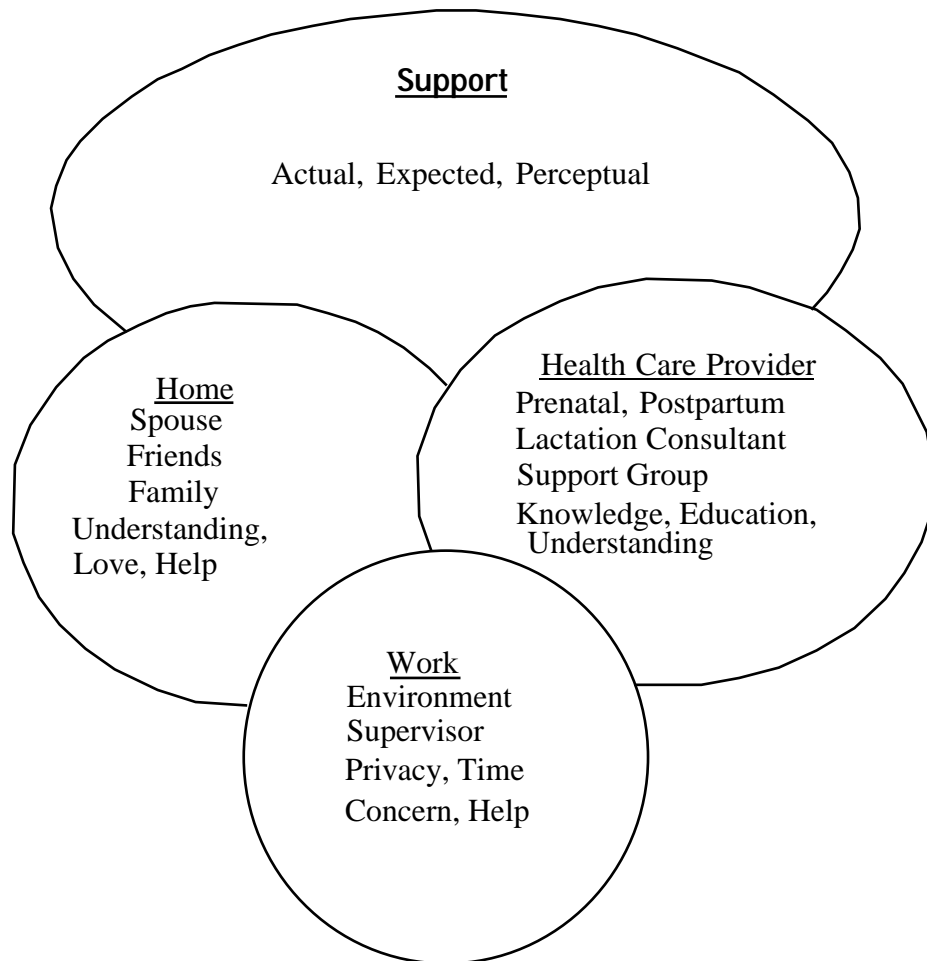 Support
Actual, Expected, Perceptual
Home
Spouse
Friends
Family
Understanding,
Love, Help
Health Care Provider
Prenatal, Postpartum
Lactation Consultant
Support Group
Knowledge, Education,
Understanding
Work
Environment
Supervisor
Privacy, Time
Concern, Help